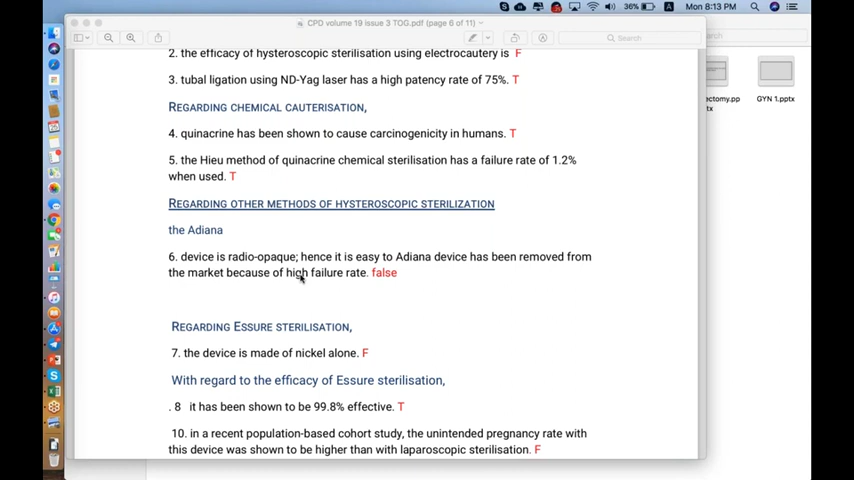 36% Mon 8:13 PM
CPD volume 19 issue 3 TOG.pdf (page 6 of 11)
Search
2. the efficacy of hysteroscopic sterilisation using electrocautery is F
3. tubal ligation using ND-Yag laser has a high patency rate of 75%. T
REGARDING CHEMICAL CAUTERISATION,
4. quinacrine has been shown to cause carcinogenicity in humans. T
5. the Hieu method of quinacrine chemical sterilisation has a failure rate of 1.2%
when used. T
REGARDING OTHER METHODS OF HYSTEROSCOPIC STERILIZATION
the Adiana
6. device is radio-opaque; hence it is easy to Adiana device has been removed from
the market because of high failure rate. false
REGARDING ESSURE STERILISATION,
7. the device is made of nickel alone. F
With regard to the efficacy of Essure sterilisation,
. 8 it has been shown to be 99.8% effective. T
10. in a recent population-based cohort study, the unintended pregnancy rate with
this device was shown to be higher than with laparoscopic sterilisation. F
arch
ectomy.pp
tx
GYN 1.pptx